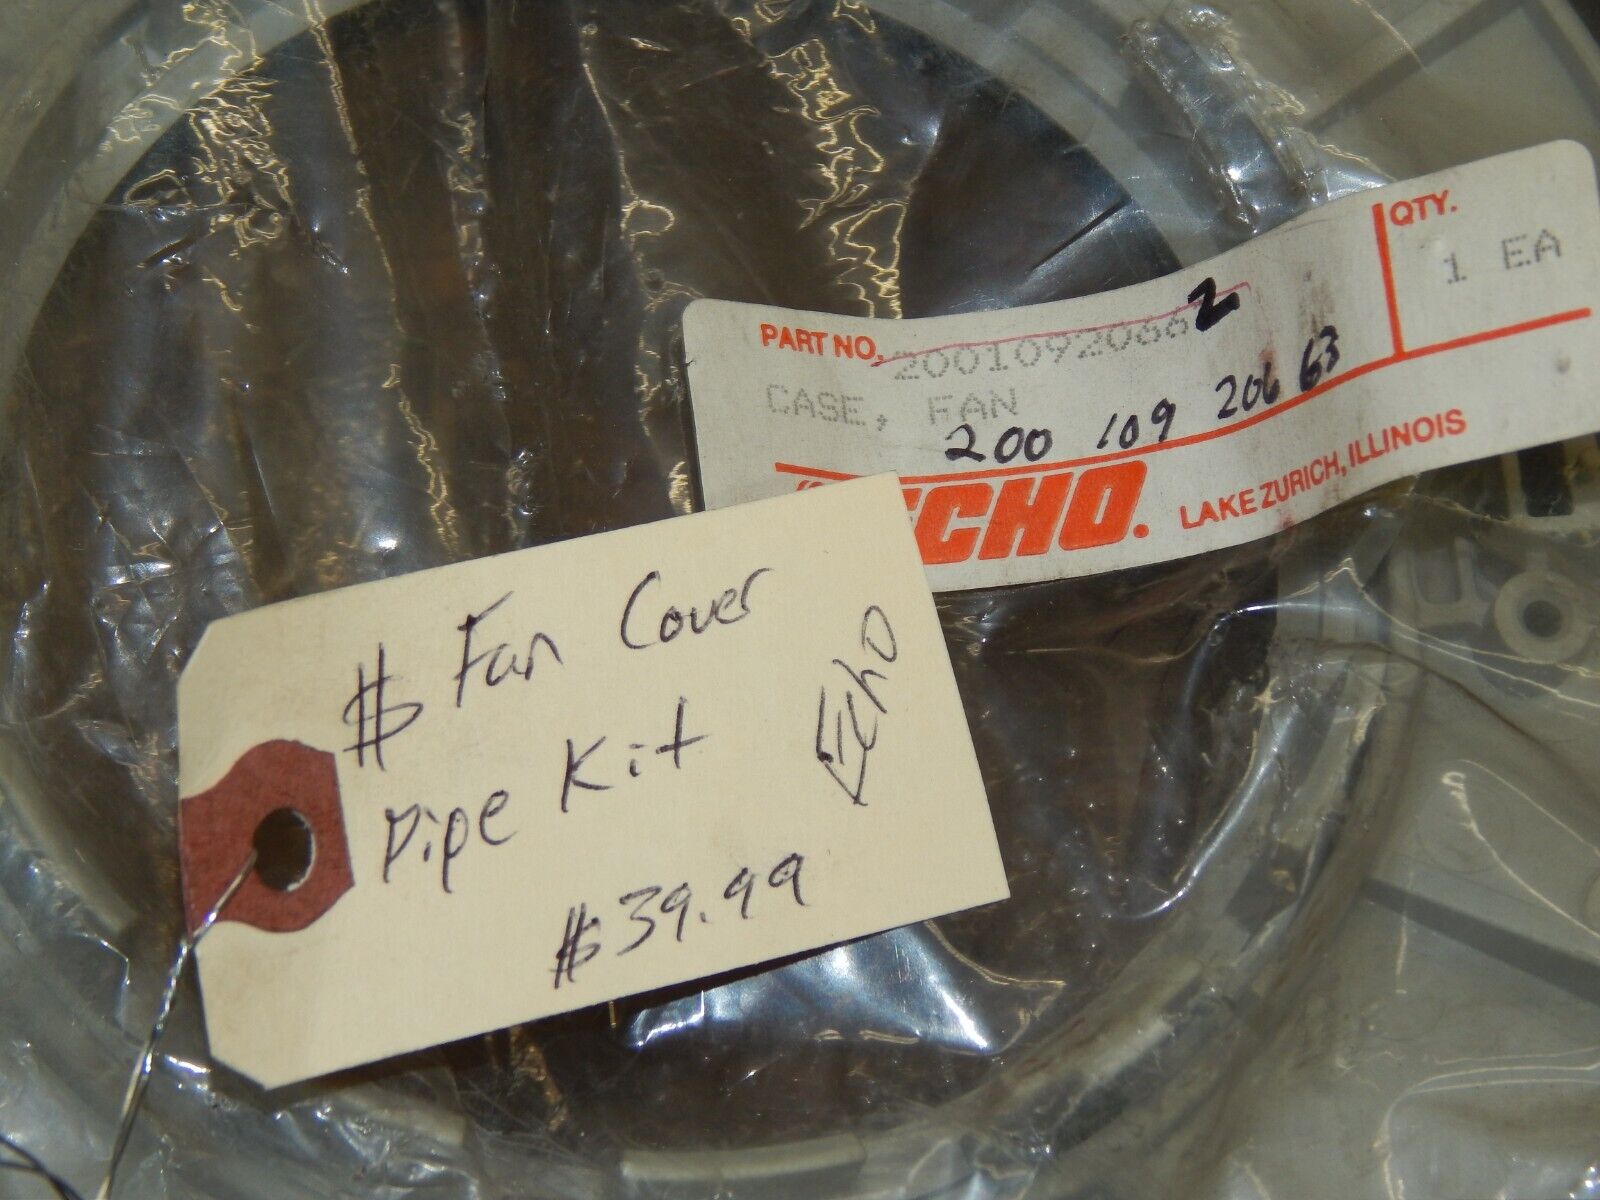 PART NO. 20010920662
QTY.
1 EA
CASE, FAN
200 109 206 63
ECHO. LAKE ZURICH, ILLINOIS
$ Fan Cover
Pipe Kit
Echo
$39.99